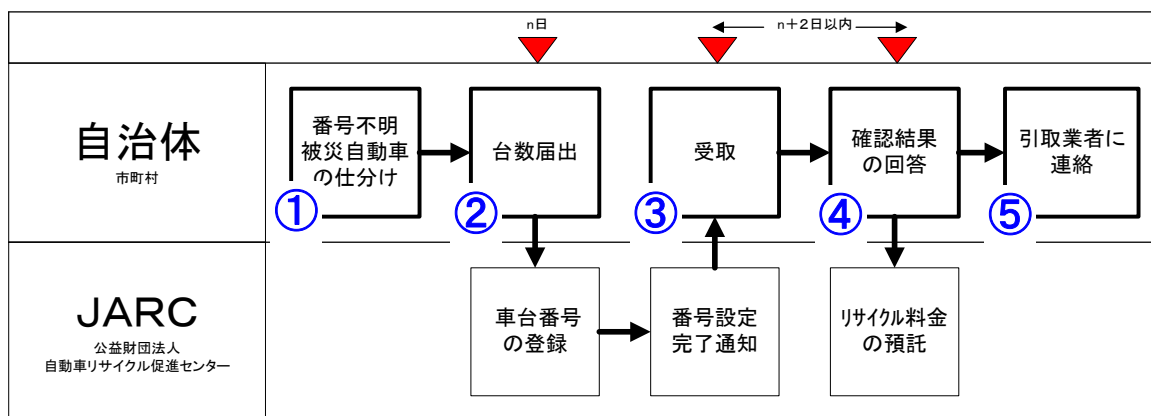 n日
n+2日以内
自治体
市町村
番号不明
被災自動車
の仕分け
①
台数届出
②
受取
③
確認結果
の回答
④
引取業者に
連絡
⑤
JARC
公益財団法人
自動車リサイクル促進センター
車台番号
の登録
番号設定
完了通知
リサイクル料金
の預託